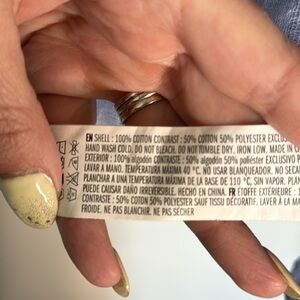 EN SHELL : 100% COTTON CONTRAST : 50% COTTON 50% POLYESTER EXCLUSI
HAND WASH COLD. DO NOT BLEACH. DO NOT TUMBLE DRY. IRON LOW. MADE IN C
EXTERIOR : 100% algodón CONTRASTE : 50% algodón 50% poliéster EXCLUSIVO P
LAVAR A MANO. TEMPERATURA MÁXIMA 40 °C. NO USAR BLANQUEADOR. NO SECAR
PLANCHAR A UNA TEMPERATURA MÁXIMA DE LA BASE DE 110 °C, SIN VAPOR. PLAN
PUEDE CAUSAR DAÑO IRREVERSIBLE. HECHO EN CHINA. FR ÉTOFFE EXTÉRIEURE : 1
CONTRASTE : 50% COTON 50% POLYESTER SAUF TISSU DÉCORATIF. LAVER À LA MA
FROIDE. NE PAS BLANCHIR. NE PAS SÉCHER